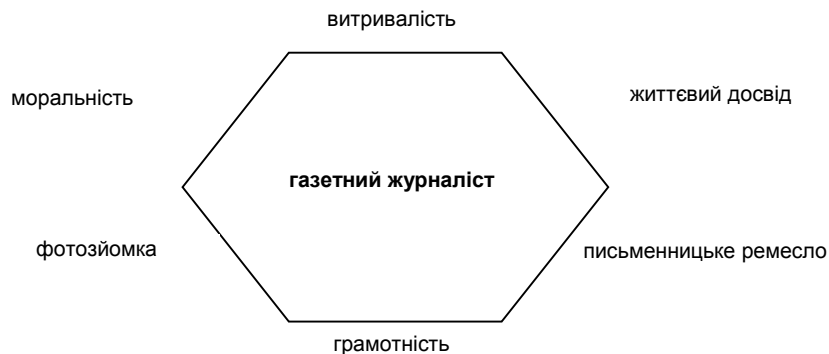 витривалість
моральність
життєвий досвід
газетний журналіст
фотозйомка
письменницьке ремесло
грамотність